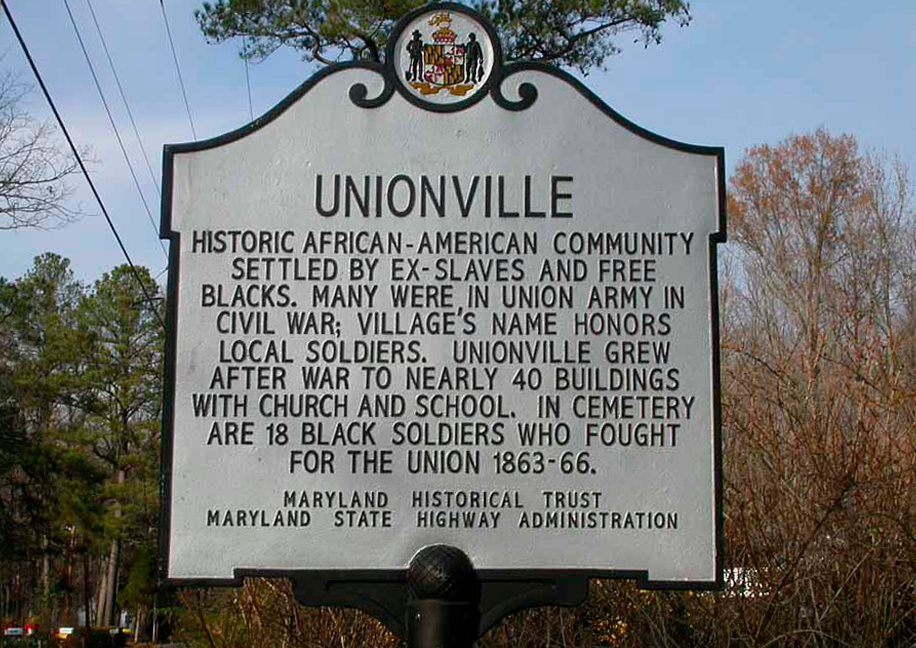 UNIONVILLE
HISTORIC AFRICAN-AMERICAN COMMUNITY
SETTLED BY EX-SLAVES AND FREE
BLACKS. MANY WERE IN UNION ARMY IN
CIVIL WAR; VILLAGE'S NAME HONORS
LOCAL SOLDIERS. UNIONVILLE GREW
AFTER WAR TO NEARLY 40 BUILDINGS
WITH CHURCH AND SCHOOL. IN CEMETERY
ARE 18 BLACK SOLDIERS WHO FOUGHT
FOR THE UNION 1863-66.
MARYLAND HISTORICAL TRUST
MARYLAND STATE HIGHWAY ADMINISTRATION